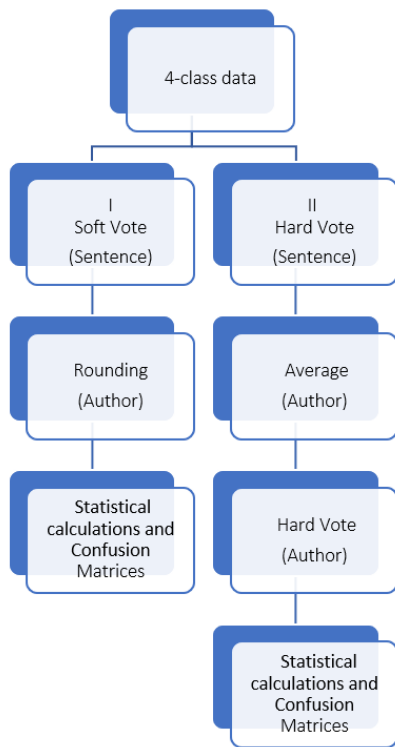 4-class data
I
Soft Vote
(Sentence)
II
Hard Vote
(Sentence)
Rounding
(Author)
Average
(Author)
Statistical
calculations and
Confusion
Matrices
Hard Vote
(Author)
Statistical
calculations and
Confusion
Matrices